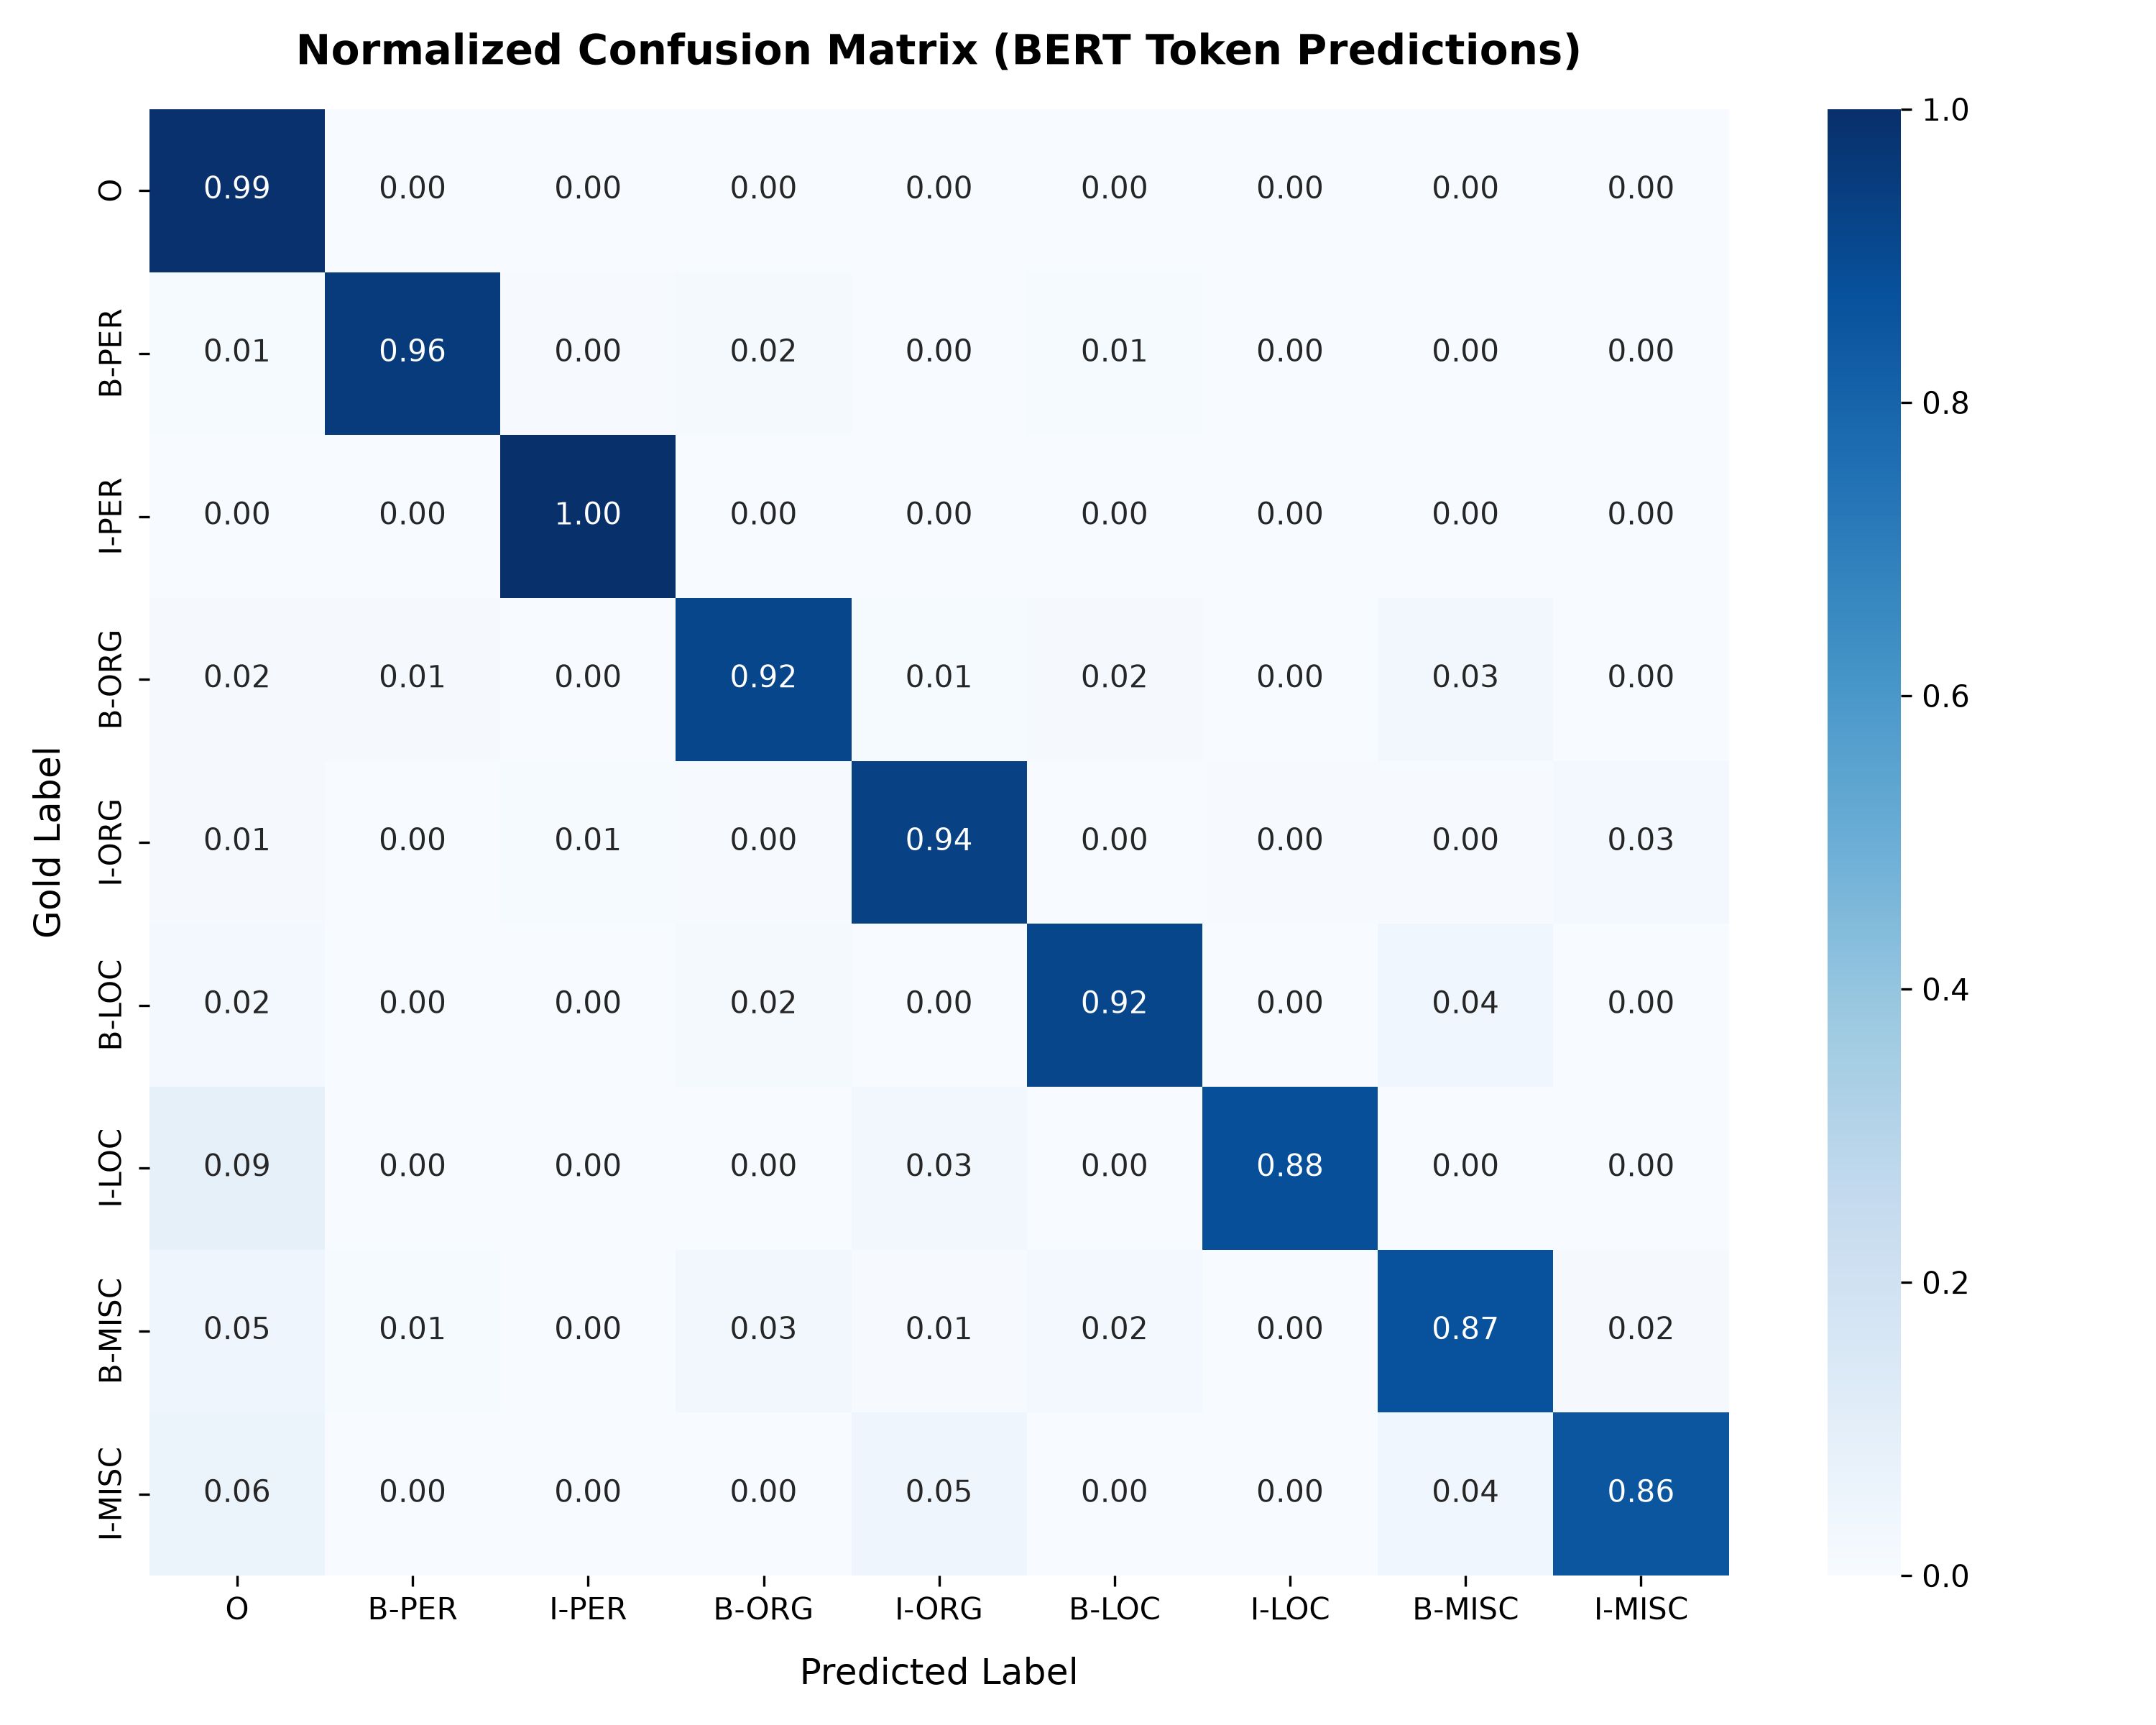 Normalized Confusion Matrix (BERT Token Predictions)
Gold Label
O 0.99 0.00 0.00 0.00 0.00 0.00 0.00 0.00 0.00
B-PER 0.01 0.96 0.00 0.02 0.00 0.01 0.00 0.00 0.00
I-PER 0.00 0.00 1.00 0.00 0.00 0.00 0.00 0.00 0.00
B-ORG 0.02 0.01 0.00 0.92 0.01 0.02 0.00 0.03 0.00
I-ORG 0.01 0.00 0.01 0.00 0.94 0.00 0.00 0.00 0.03
B-LOC 0.02 0.00 0.00 0.02 0.00 0.92 0.00 0.04 0.00
I-LOC 0.09 0.00 0.00 0.00 0.03 0.00 0.88 0.00 0.00
B-MISC 0.05 0.01 0.00 0.03 0.01 0.02 0.00 0.87 0.02
I-MISC 0.06 0.00 0.00 0.00 0.05 0.00 0.00 0.04 0.86
O B-PER I-PER B-ORG I-ORG B-LOC I-LOC B-MISC I-MISC
Predicted Label
1.0
0.8
0.6
0.4
0.2
0.0